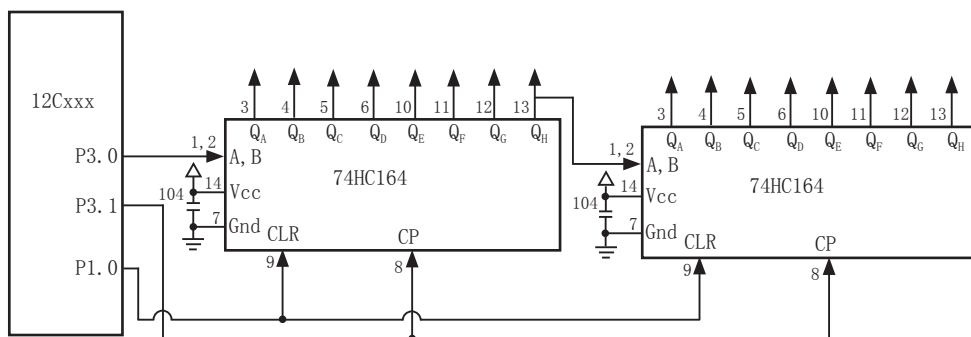 12Cxxx
P3.0
P3.1
P1.0
3 4 5 6 10 11 12 13
QA QB QC QD QE QF QG QH
1,2
A,B
74HC164
14
Vcc
104
7
Gnd
CLR
CP
9
8
3 4 5 6 10 11 12 13
QA QB QC QD QE QF QG QH
1,2
A,B
74HC164
14
Vcc
104
7
Gnd
CLR
CP
9
8